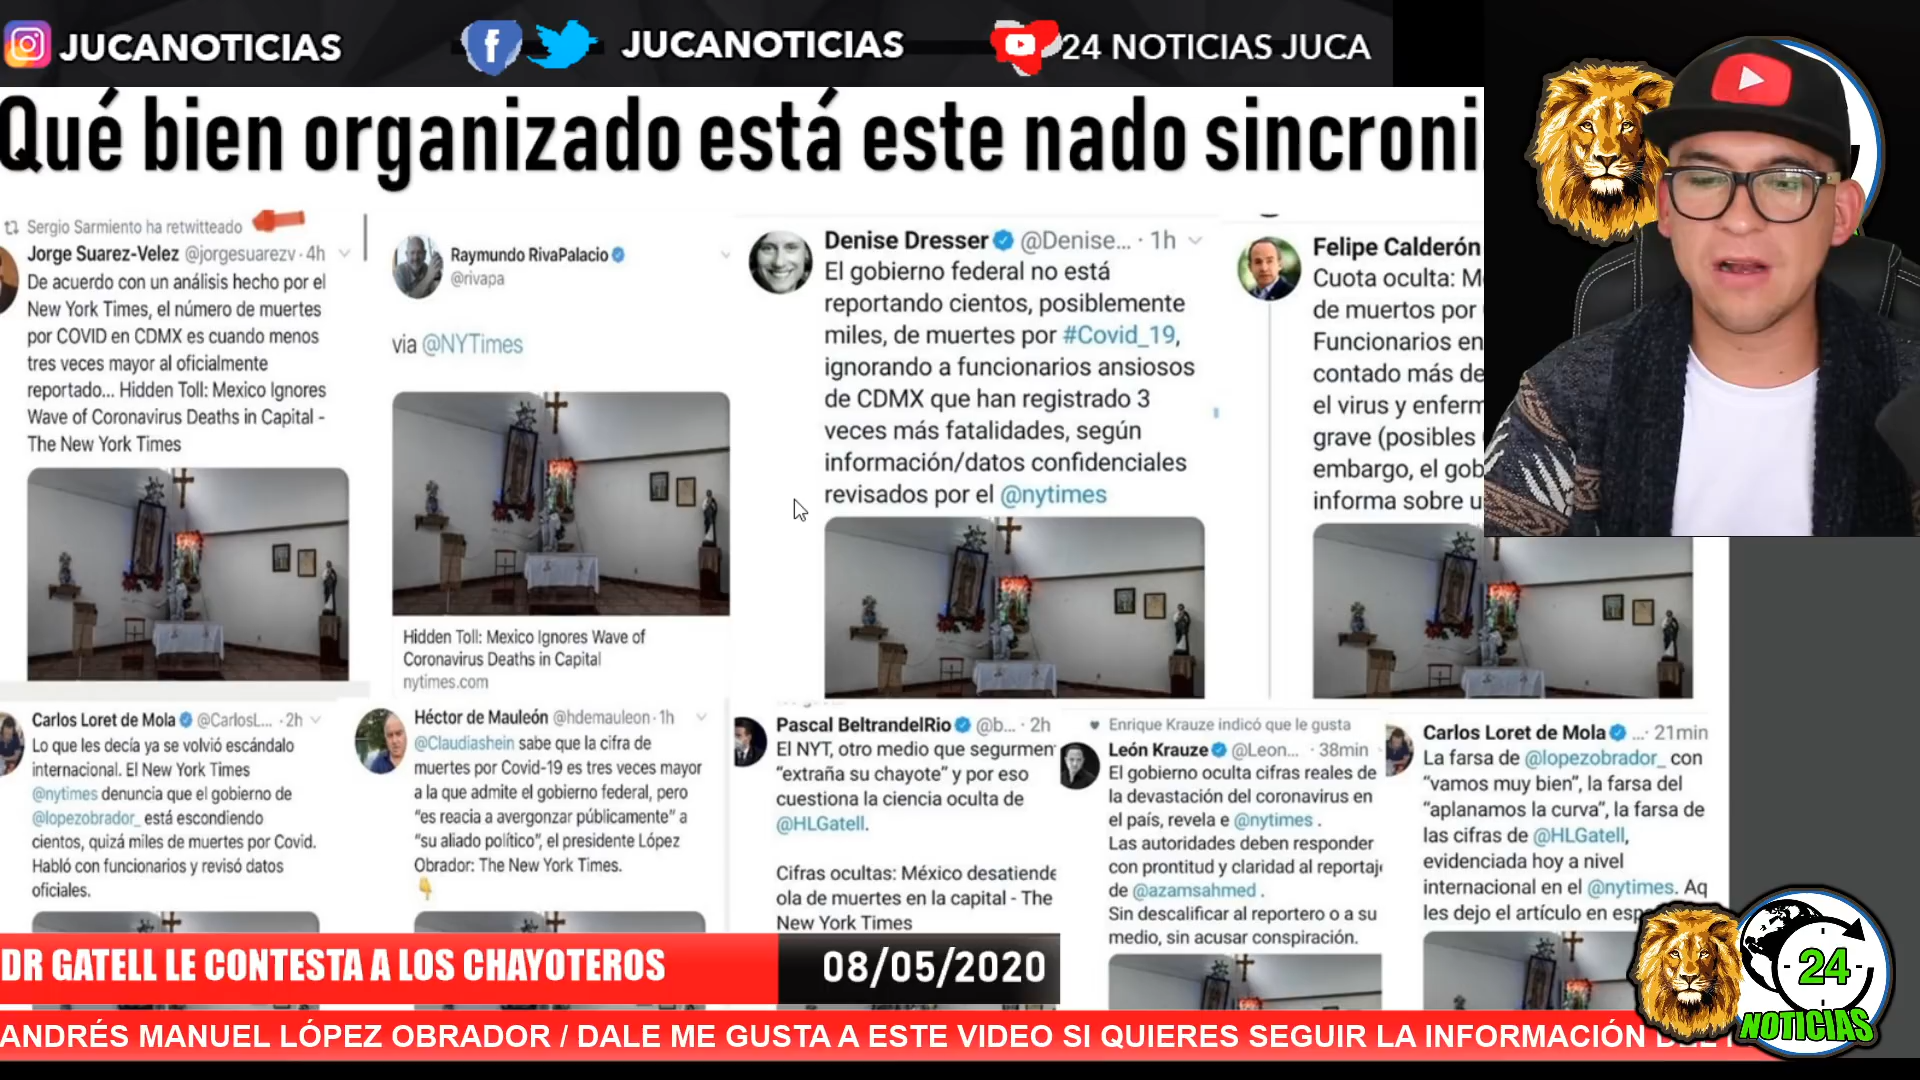 JUCANOTICIAS
JUCANOTICIAS
24 NOTICIAS JUCA
Qué bien organizado está este nado sincroni
Sergio Sarmiento ha retwitteado
Jorge Suarez-Velez @jorgesuarezv · 4h
De acuerdo con un análisis hecho por el
New York Times, el número de muertes
por COVID en CDMX es cuando menos
tres veces mayor al oficialmente
reportado... Hidden Toll: Mexico Ignores
Wave of Coronavirus Deaths in Capital -
The New York Times
Raymundo RivaPalacio
@rivapa
via @NYTimes
Hidden Toll: Mexico Ignores Wave of
Coronavirus Deaths in Capital
nytimes.com
Denise Dresser @Denise... · 1h
El gobierno federal no está
reportando cientos, posiblemente
miles, de muertes por #Covid_19,
ignorando a funcionarios ansiosos
de CDMX que han registrado 3
veces más fatalidades, según
información/datos confidenciales
revisados por el @nytimes
Felipe Calderón
Cuota oculta: M
de muertos por
Funcionarios en
contado más de
el virus y enferm
grave (posibles
embargo, el gob
informa sobre u
Carlos Loret de Mola @CarlosL... · 2h
Lo que les decía ya se volvió escándalo
internacional. El New York Times
@nytimes denuncia que el gobierno de
@lopezobrador_ está escondiendo
cientos, quizá miles de muertes por Covid.
Habló con funcionarios y revisó datos
oficiales.
Héctor de Mauleón @hdemauleon · 1h
@Claudiashein sabe que la cifra de
muertes por Covid-19 es tres veces mayor
a la que admite el gobierno federal, pero
“es reacia a avergonzar públicamente” a
“su aliado político”, el presidente López
Obrador: The New York Times.
Pascal BeltrandelRio @b... · 2h
El NYT, otro medio que segurmen
“extraña su chayote” y por eso
cuestiona la ciencia oculta de
@HLGatell.
Cifras ocultas: México desatiende
ola de muertes en la capital - The
New York Times
Enrique Krauze indicó que le gusta
León Krauze @Leon... · 38min
El gobierno oculta cifras reales de
la devastación del coronavirus en
el país, revela e @nytimes .
Las autoridades deben responder
con prontitud y claridad al reportaje
de @azamsahmed .
Sin descalificar al reportero o a su
medio, sin acusar conspiración.
Carlos Loret de Mola ... · 21min
La farsa de @lopezobrador_ con
“vamos muy bien”, la farsa del
“aplanamos la curva”, la farsa de
las cifras de @HLGatell,
evidenciada hoy a nivel
internacional en el @nytimes. Aq
les dejo el artículo en esp
DR GATELL LE CONTESTA A LOS CHAYOTEROS
08/05/2020
ANDRÉS MANUEL LÓPEZ OBRADOR / DALE ME GUSTA A ESTE VIDEO SI QUIERES SEGUIR LA INFORMACIÓN
24
NOTICIAS